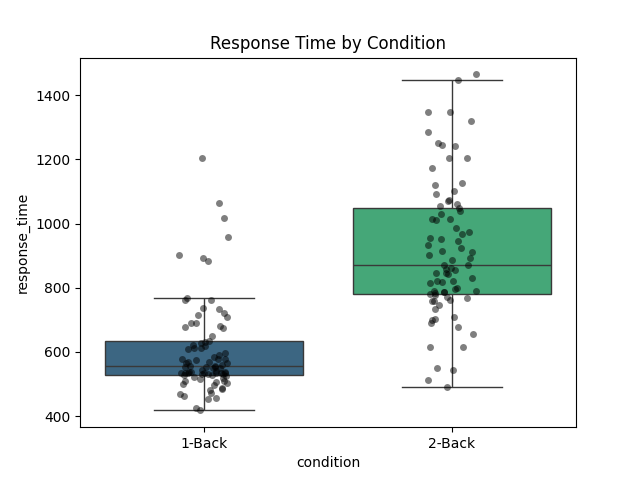 Response Time by Condition
1400
1200
1000
800
600
400
response_time
1-Back
2-Back
condition